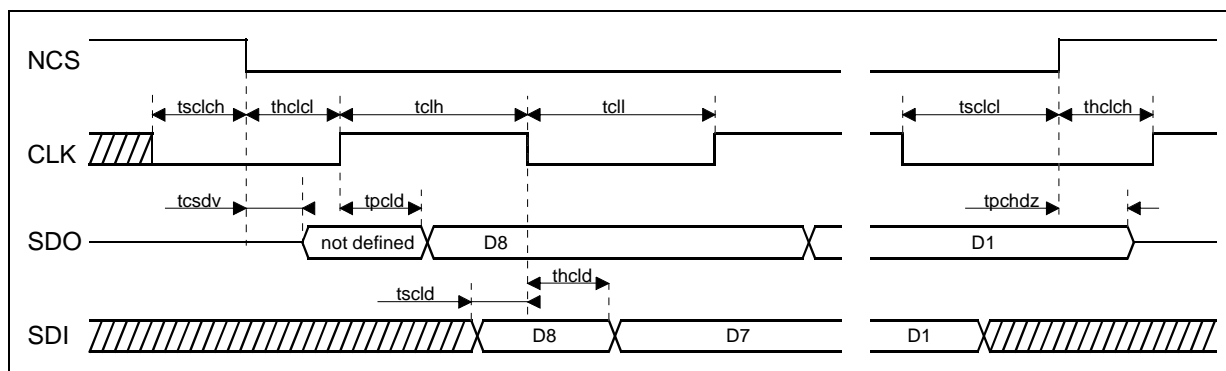 NCS
tsclch thclcl tclh tcll tsclcl thclch
CLK
tcsdv tpcld tpchdz
SDO not defined D8 D1
thcld
tscld
SDI D8 D7 D1